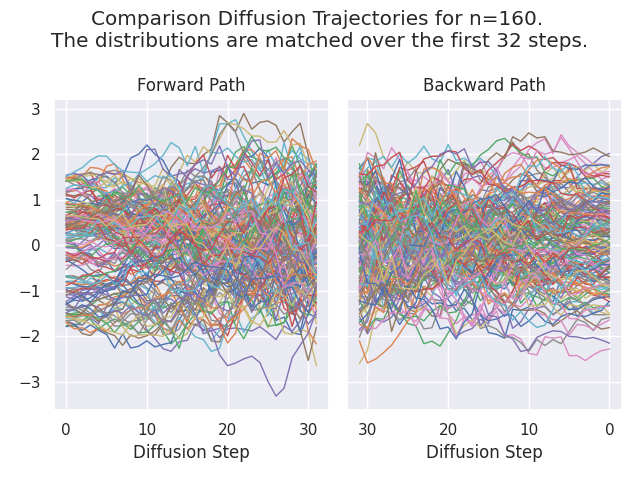 Comparison Diffusion Trajectories for n=160.
The distributions are matched over the first 32 steps.
Forward Path
Backward Path
3
2
1
0
−1
−2
−3
0 10 20 30
30 20 10 0
Diffusion Step
Diffusion Step